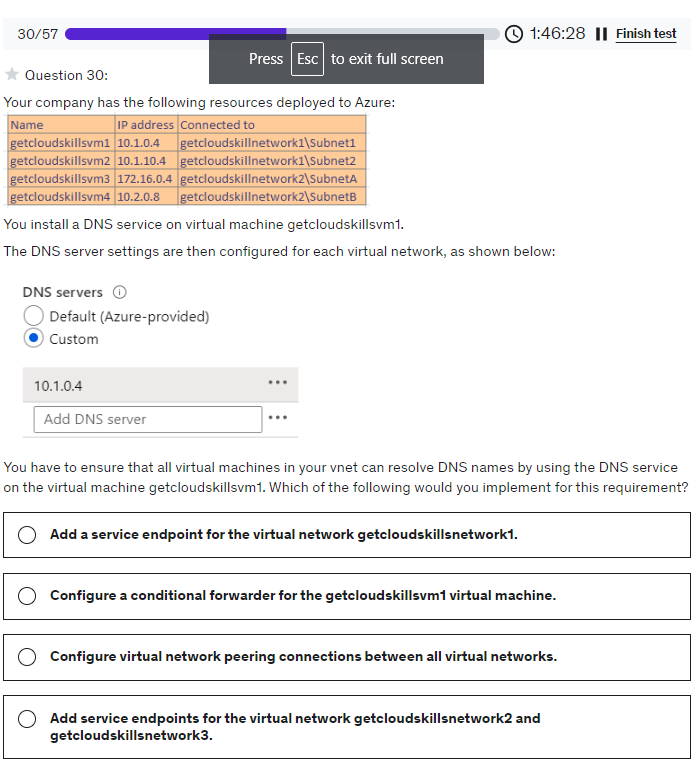 30/57
1:46:28
Finish test
Press Esc to exit full screen
Question 30:
Your company has the following resources deployed to Azure:
Name IP address Connected to
getcloudskillsvm1 10.1.0.4 getcloudskillnetwork1\Subnet1
getcloudskillsvm2 10.1.10.4 getcloudskillnetwork1\Subnet2
getcloudskillsvm3 172.16.0.4 getcloudskillnetwork2\SubnetA
getcloudskillsvm4 10.2.0.8 getcloudskillnetwork2\SubnetB
You install a DNS service on virtual machine getcloudskillsvm1.
The DNS server settings are then configured for each virtual network, as shown below:
DNS servers
Default (Azure-provided)
Custom
10.1.0.4
Add DNS server
You have to ensure that all virtual machines in your vnet can resolve DNS names by using the DNS service
on the virtual machine getcloudskillsvm1. Which of the following would you implement for this requirement?
Add a service endpoint for the virtual network getcloudskillsnetwork1.
Configure a conditional forwarder for the getcloudskillsvm1 virtual machine.
Configure virtual network peering connections between all virtual networks.
Add service endpoints for the virtual network getcloudskillsnetwork2 and
getcloudskillsnetwork3.